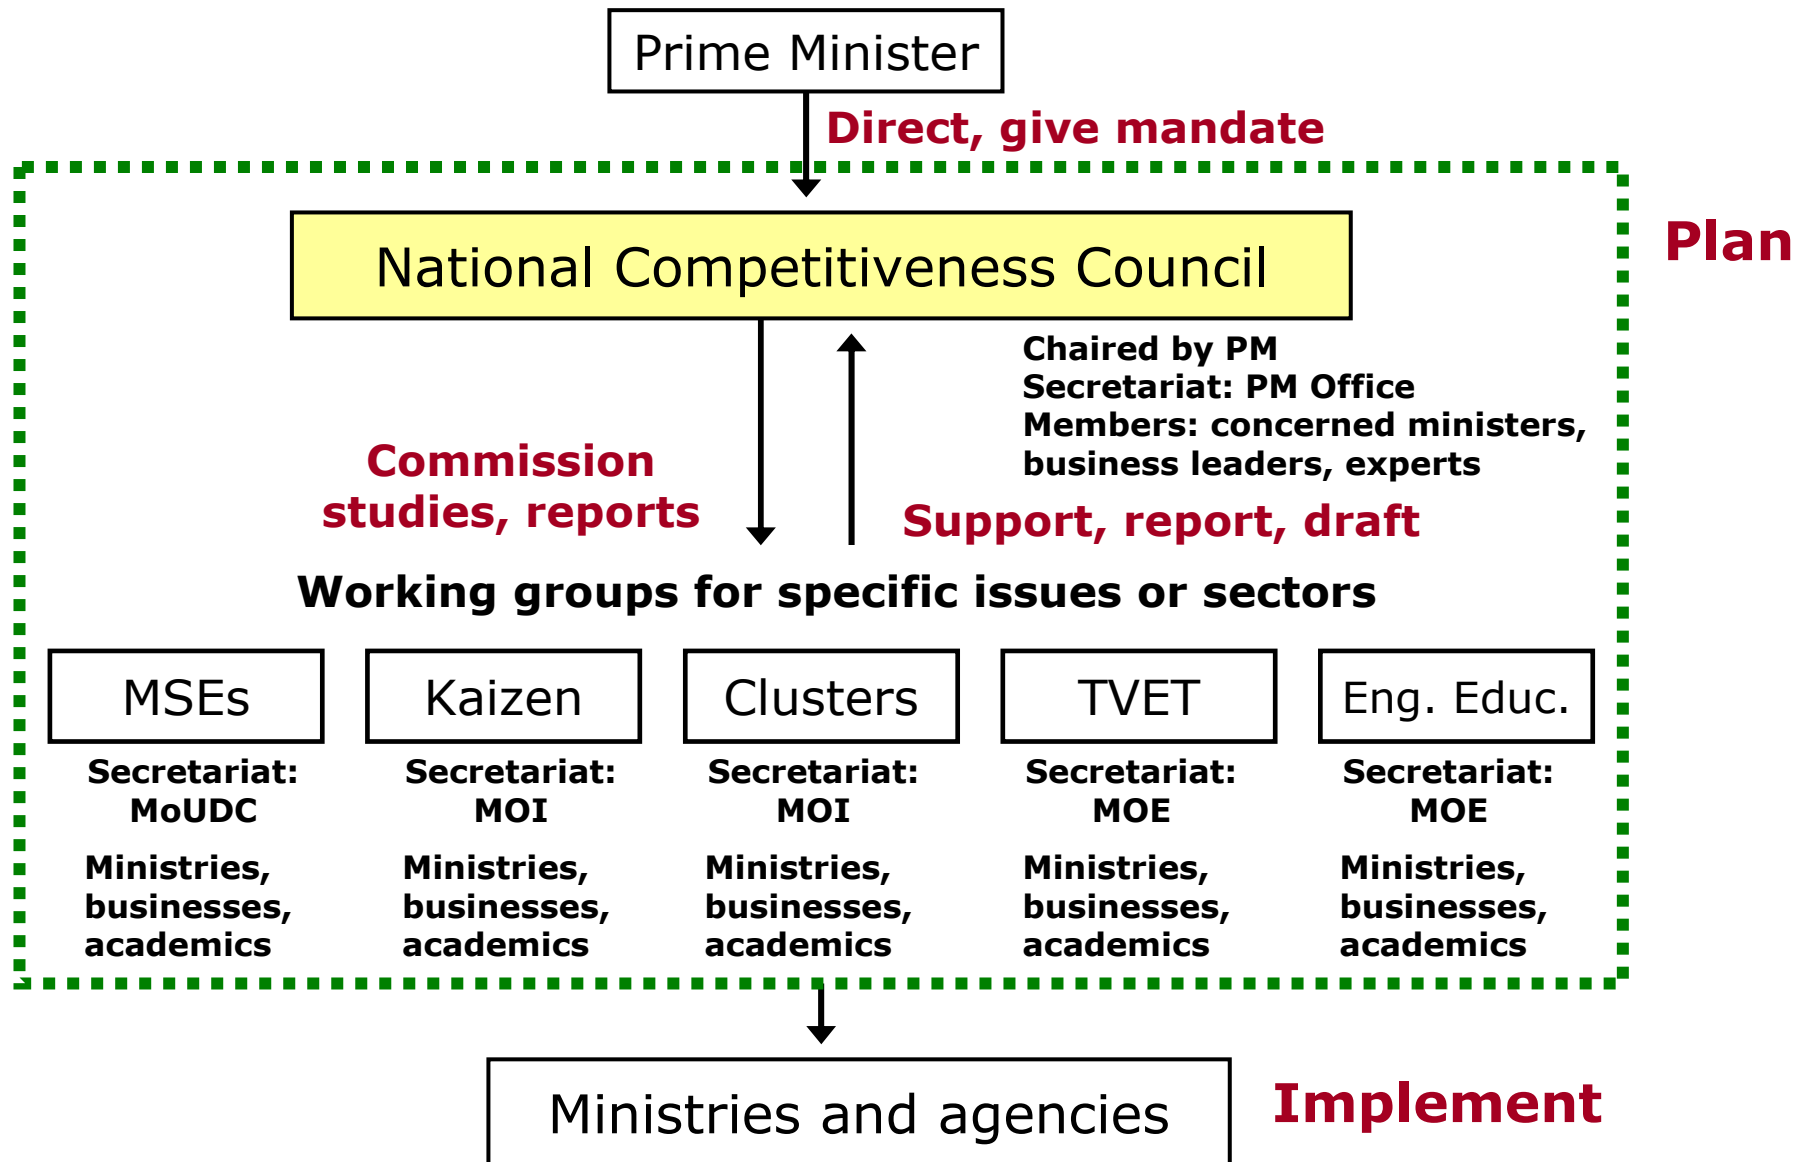 Prime Minister
Direct, give mandate
Plan
National Competitiveness Council
Chaired by PM
Secretariat: PM Office
Members: concerned ministers,
business leaders, experts
Commission
studies, reports
Support, report, draft
Working groups for specific issues or sectors
MSEs
Secretariat:
MoUDC
Ministries,
businesses,
academics
Kaizen
Secretariat:
MOI
Ministries,
businesses,
academics
Clusters
Secretariat:
MOI
Ministries,
businesses,
academics
TVET
Secretariat:
MOE
Ministries,
businesses,
academics
Eng. Educ.
Secretariat:
MOE
Ministries,
businesses,
academics
Ministries and agencies
Implement